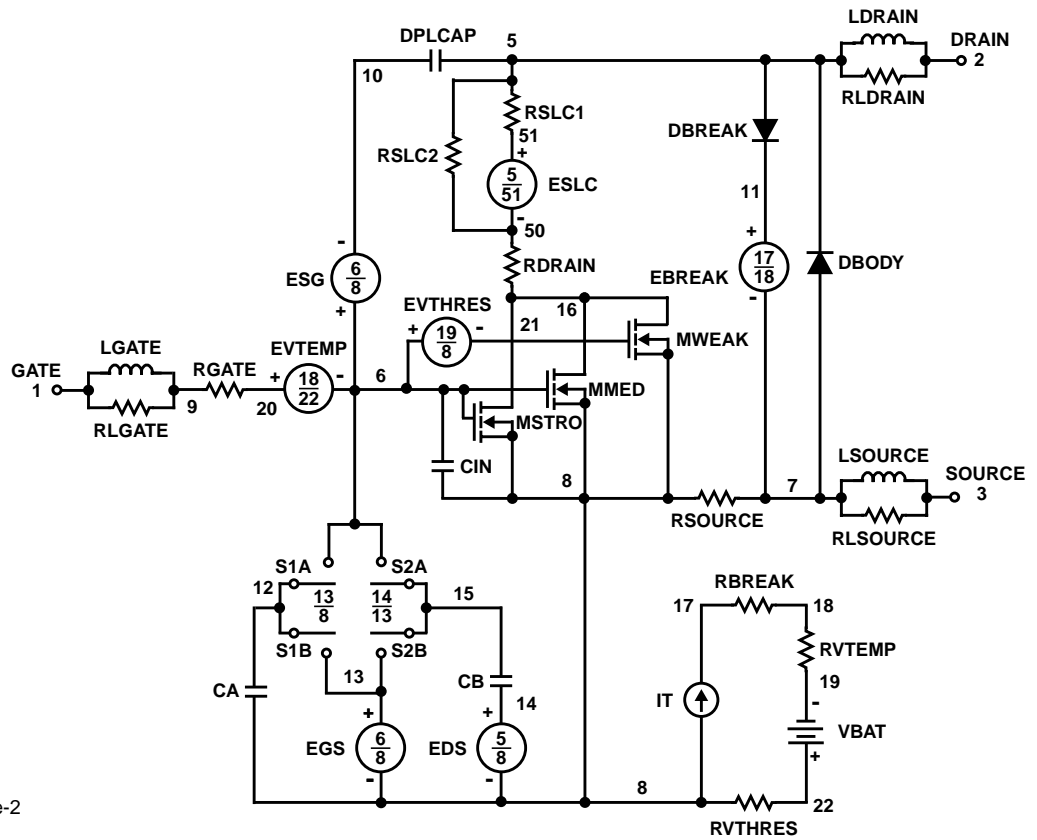 LDRAIN
DPLCAP 5 DRAIN
2
10
RLDRAIN
RSLC1
DBREAK
51
+
RSLC2
5
51
ESLC
11
-
50
-
+
17
18
RDRAIN
EBREAK
DBODY
ESG
6
8
EVTHRES
16
-
+
+ 19
8
- 21
MWEAK
LGATE
EVTEMP
GATE
1
RGATE
+ 18
22
- 6
MMED
9
20
RLGATE
MSTRO
LSOURCE
CIN
8
7
SOURCE
3
RSOURCE
RLSOURCE
S1A S2A
12
13
8
14
13
15
RBREAK
17 18
S1B S2B
RVTEMP
13
CB
CA
19
14
IT
-
+ +
VBAT
EGS
6
8
EDS
5
8
+
- -
8
22
e-2
RVTHRES